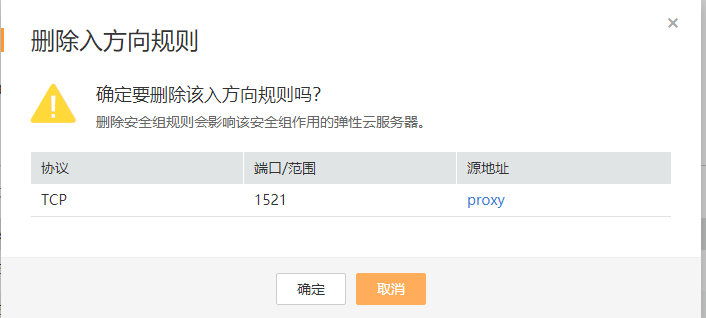 删除入方向规则
×
确定要删除该入方向规则吗？
删除安全组规则会影响该安全组作用的弹性云服务器。
协议 端口/范围 源地址
TCP 1521 proxy
确定 取消